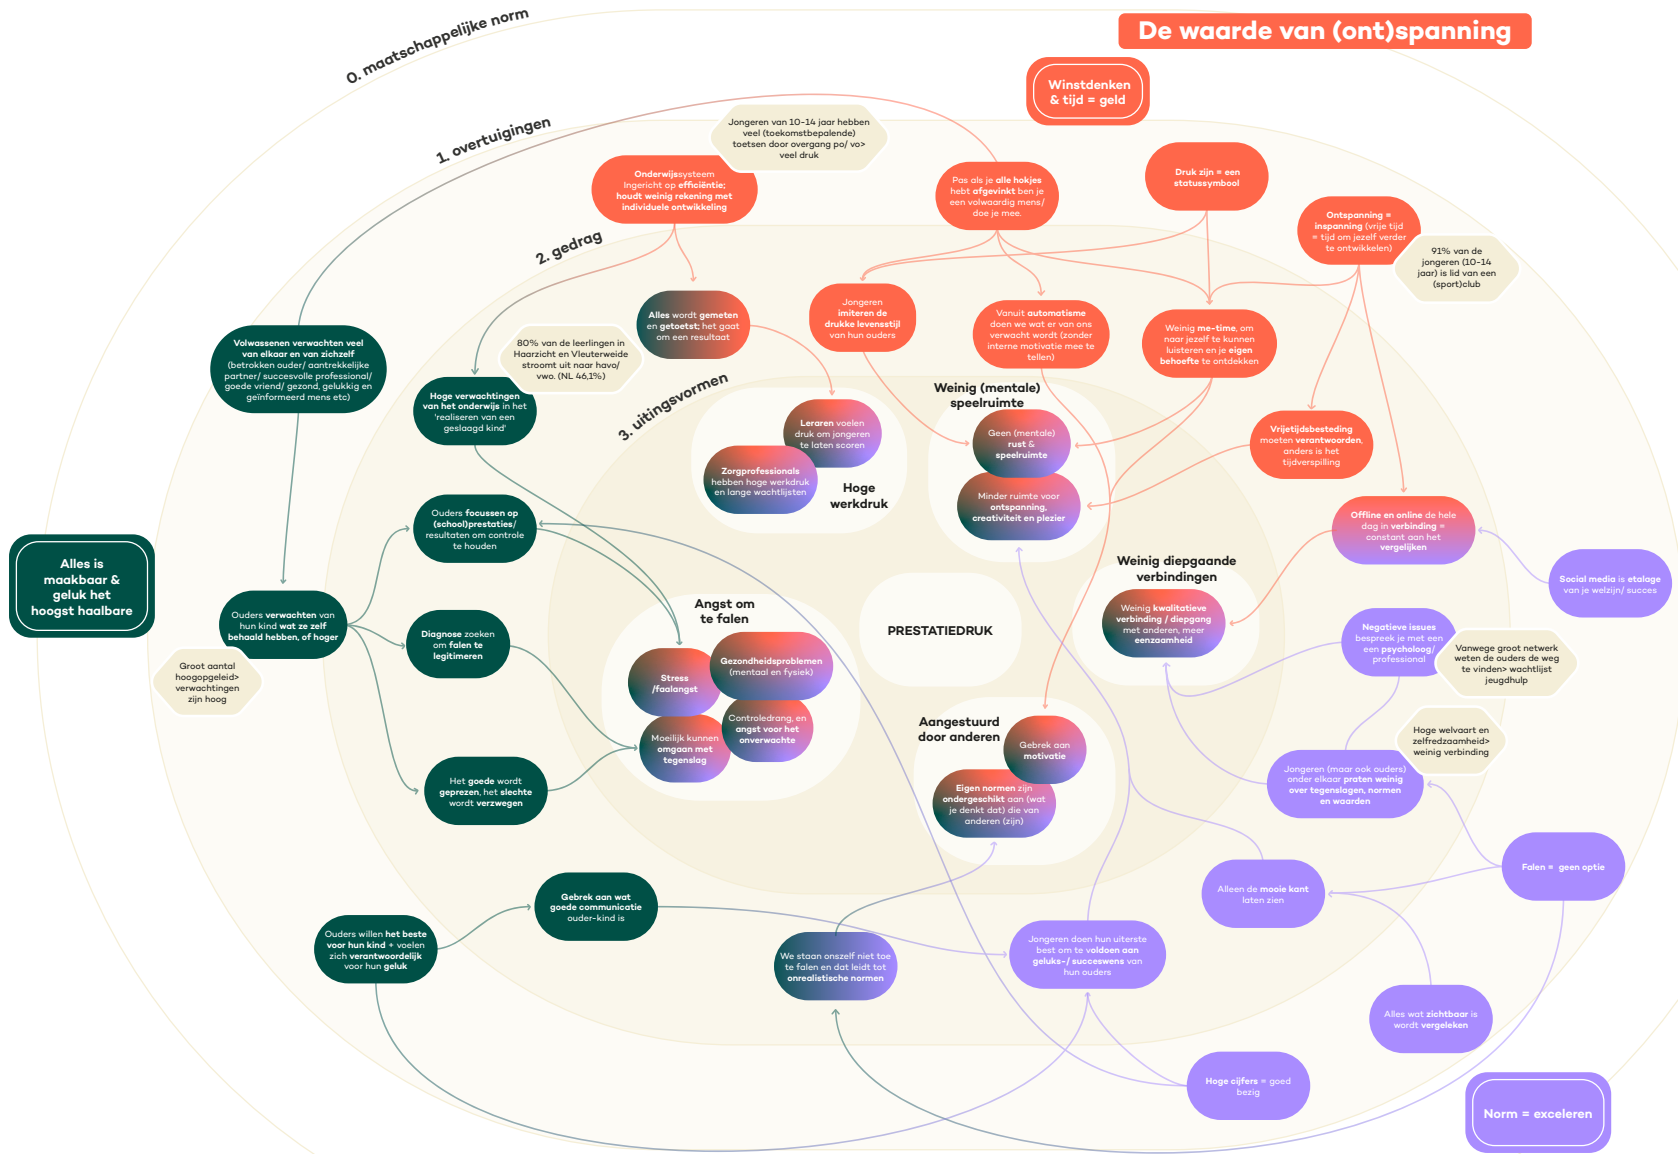 De waarde van (ont)spanning
0. maatschappelijke norm
1. overtuigingen
2. gedrag
3. uitingsvormen
Winstdenken
& tijd = geld
Jongeren van 10-14 jaar hebben
veel (toekomstbepalende)
toetsen door overgang po/ vo>
veel druk
Onderwijssysteem
Ingericht op efficiëntie;
houdt weinig rekening met
individuele ontwikkeling
Pas als je alle hokjes
hebt afgevinkt ben je
een volwaardig mens/
doe je mee.
Druk zijn = een
statussymbool
Ontspanning =
inspanning (vrije tijd
= tijd om jezelf verder
te ontwikkelen)
91% van de
jongeren (10-14
jaar) is lid van een
(sport)club
Alles wordt gemeten
en getoetst; het gaat
om een resultaat
Jongeren
imiteren de
drukke levensstijl
van hun ouders
Vanuit automatisme
doen we wat er van ons
verwacht wordt (zonder
interne motivatie mee te
tellen)
Weinig me-time, om
naar jezelf te kunnen
luisteren en je eigen
behoefte te ontdekken
Volwassenen verwachten veel
van elkaar en van zichzelf
(betrokken ouder/ aantrekkelijke
partner/ succesvolle professional/
goede vriend/ gezond, gelukkig en
geïnformeerd mens etc)
80% van de leerlingen in
Haarzicht en Vleuterweide
stroomt uit naar havo/
vwo. (NL 46,1%)
Hoge verwachtingen
van het onderwijs in het
'realiseren van een
geslaagd kind'
Leraren voelen
druk om jongeren
te laten scoren
Zorgprofessionals
hebben hoge werkdruk
en lange wachtlijsten
Hoge
werkdruk
Weinig (mentale)
speelruimte
Geen (mentale)
rust &
speelruimte
Minder ruimte voor
ontspanning,
creativiteit en plezier
Vrijetijdsbesteding
moeten verantwoorden,
anders is het
tijdverspilling
Offline en online de hele
dag in verbinding =
constant aan het
vergelijken
Social media is etalage
van je welzijn/ succes
Ouders focussen op
(school)prestaties/
resultaten om controle
te houden
Alles is
maakbaar &
geluk het
hoogst haalbare
Ouders verwachten van
hun kind wat ze zelf
behaald hebben, of hoger
Groot aantal
hoogopgeleid>
verwachtingen
zijn hoog
Diagnose zoeken
om falen te
legitimeren
Het goede wordt
geprezen, het slechte
wordt verzwegen
Angst om
te falen
Stress
/faalangst
Gezondheidsproblemen
(mentaal en fysiek)
Controledrang, en
angst voor het
onverwachte
Moeilijk kunnen
omgaan met
tegenslag
PRESTATIEDRUK
Weinig diepgaande
verbindingen
Weinig kwalitatieve
verbinding / diepgang
met anderen, meer
eenzaamheid
Negatieve issues
bespreek je met een
een psycholoog/
professional
Vanwege groot netwerk
weten de ouders de weg
te vinden> wachtlijst
jeugdhulp
Hoge welvaart en
zelfredzaamheid>
weinig verbinding
Jongeren (maar ook ouders)
onder elkaar praten weinig
over tegenslagen, normen
en waarden
Aangestuurd
door anderen
Gebrek aan
motivatie
Eigen normen zijn
ondergeschikt aan (wat
je denkt dat) die van
anderen (zijn)
Falen = geen optie
Alleen de mooie kant
laten zien
Gebrek aan wat
goede communicatie
ouder-kind is
Ouders willen het beste
voor hun kind + voelen
zich verantwoordelijk
voor hun geluk
We staan onszelf niet toe
te falen en dat leidt tot
onrealistische normen
Jongeren doen hun uiterste
best om te voldoen aan
geluks-/ succeswens van
hun ouders
Alles wat zichtbaar is
wordt vergeleken
Hoge cijfers = goed
bezig
Norm = exceleren